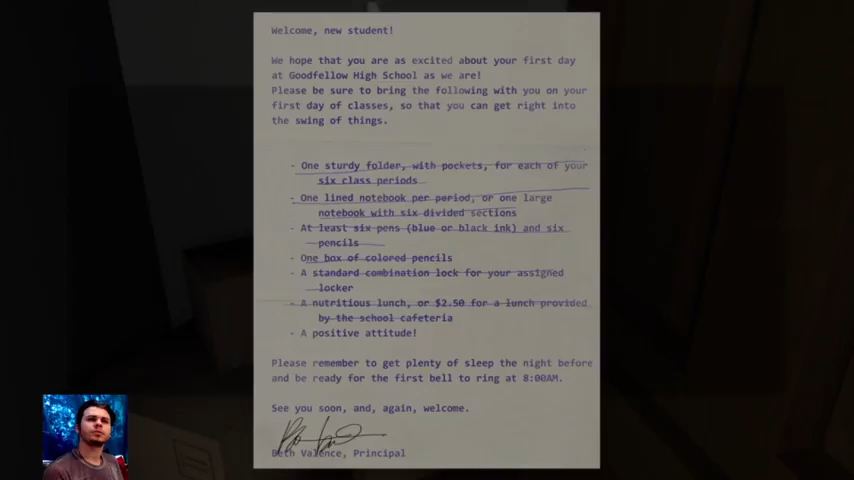 Welcome, new student!
We hope that you are as excited about your first day
at Goodfellow High School as we are!
Please be sure to bring the following with you on your
first day of classes, so that you can get right into
the swing of things.
- One sturdy folder, with pockets, for each of your
six class periods
- One lined notebook per period, or one large
notebook with six divided sections
- At least six pens (blue or black ink) and six
pencils
- One box of colored pencils
- A standard combination lock for your assigned
locker
- A nutritious lunch, or $2.50 for a lunch provided
by the school cafeteria
- A positive attitude!
Please remember to get plenty of sleep the night before
and be ready for the first bell to ring at 8:00AM.
See you soon, and, again, welcome.
Beth Valence, Principal